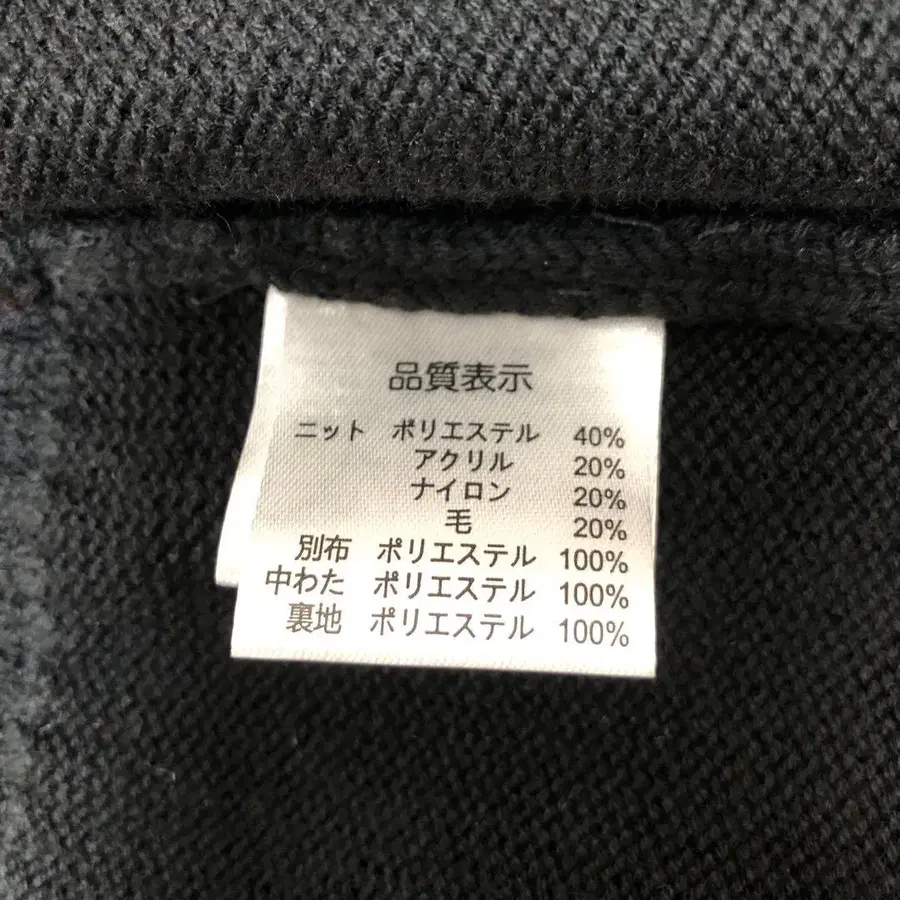 品質表示
ニット ポリエステル 40%
アクリル 20%
ナイロン 20%
毛 20%
別布 ポリエステル 100%
中わた ポリエステル 100%
裏地 ポリエステル 100%